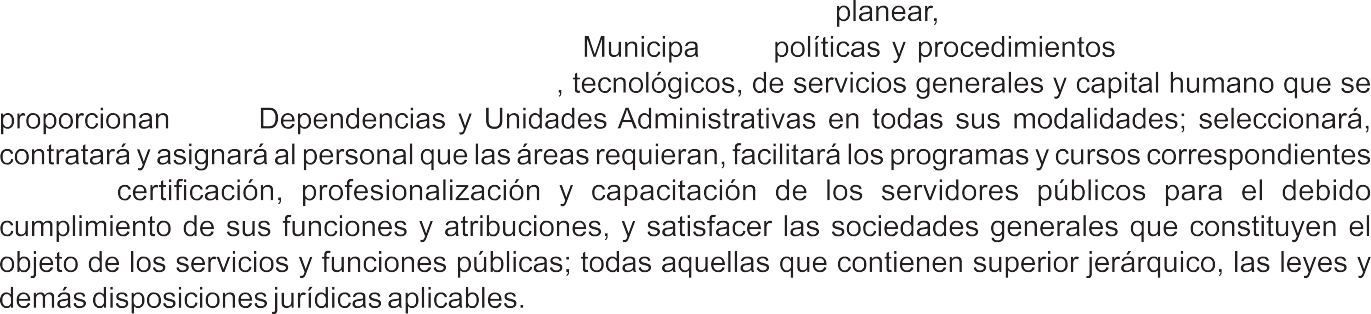 planear,
Municipa políticas y procedimientos
, tecnológicos, de servicios generales y capital humano que se
proporcionan Dependencias y Unidades Administrativas en todas sus modalidades; seleccionará,
contratará y asignará al personal que las áreas requieran, facilitará los programas y cursos correspondientes
certificación, profesionalización y capacitación de los servidores públicos para el debido
cumplimiento de sus funciones y atribuciones, y satisfacer las sociedades generales que constituyen el
objeto de los servicios y funciones públicas; todas aquellas que contienen superior jerárquico, las leyes y
demás disposiciones jurídicas aplicables.